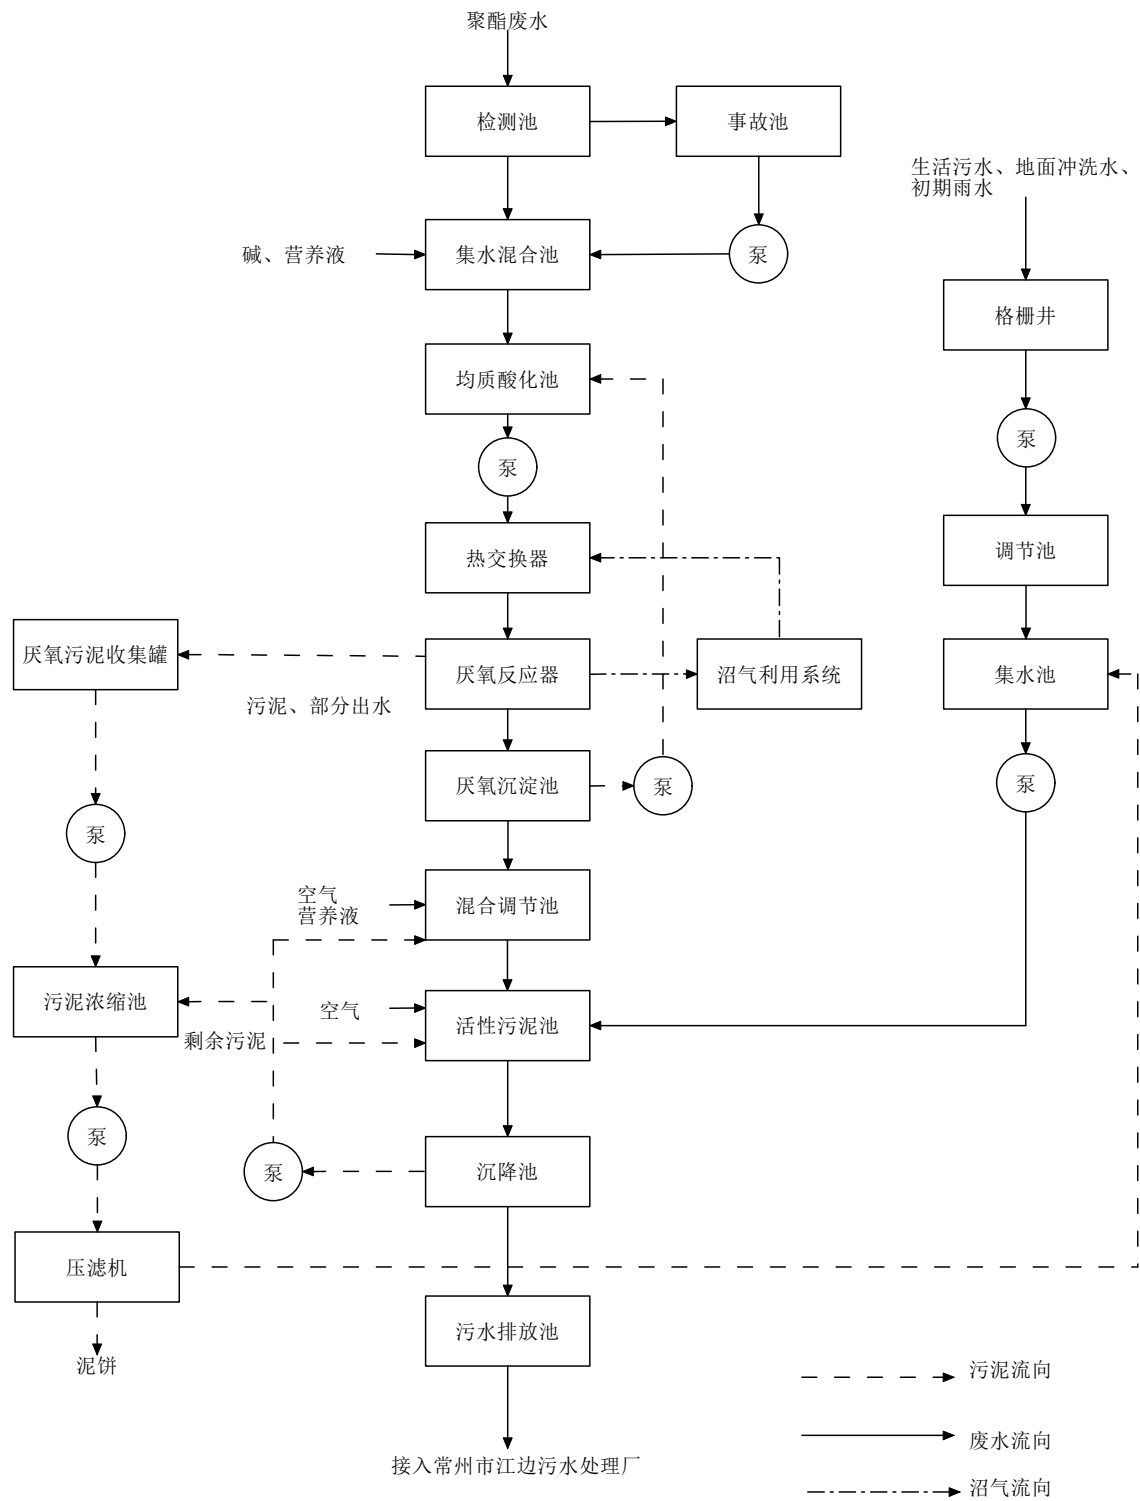 聚酯废水
检测池
事故池
生活污水、地面冲洗水、
初期雨水
碱、营养液
集水混合池
泵
格栅井
均质酸化池
泵
泵
热交换器
调节池
厌氧污泥收集罐
厌氧反应器
沼气利用系统
集水池
污泥、部分出水
厌氧沉淀池
泵
泵
泵
空气
营养液
混合调节池
污泥浓缩池
空气
活性污泥池
剩余污泥
泵
泵
沉降池
压滤机
污水排放池
泥饼
污泥流向
废水流向
接入常州市江边污水处理厂
沼气流向